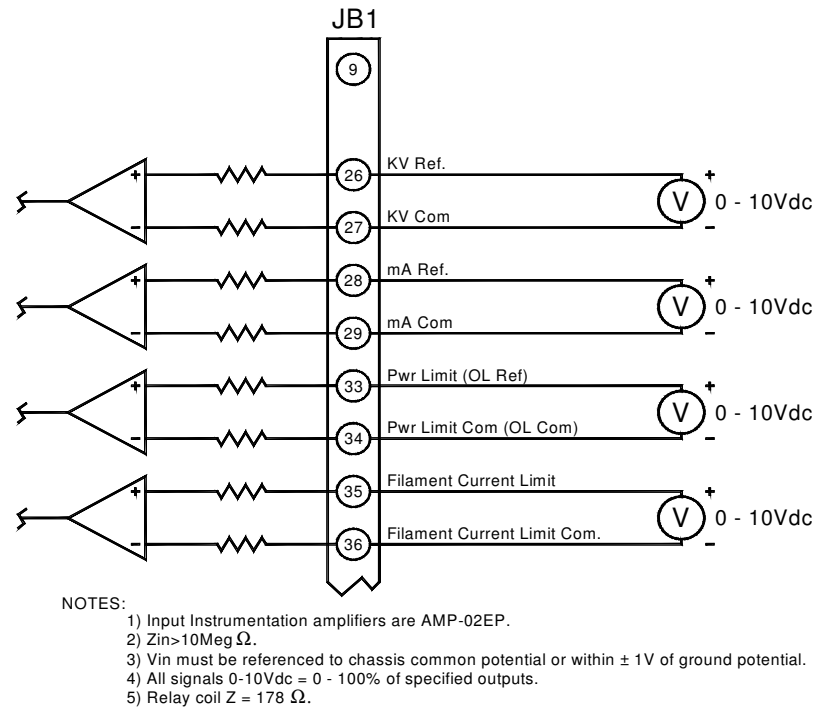 JB1
9
+ 26 KV Ref. + V 0 - 10Vdc
- 27 KV Com -
+ 28 mA Ref. + V 0 - 10Vdc
- 29 mA Com -
+ 33 Pwr Limit (OL Ref) + V 0 - 10Vdc
- 34 Pwr Limit Com (OL Com) -
+ 35 Filament Current Limit + V 0 - 10Vdc
- 36 Filament Current Limit Com. -
NOTES:
1) Input Instrumentation amplifiers are AMP-02EP.
2) Zin>10Meg Ω.
3) Vin must be referenced to chassis common potential or within ± 1V of ground potential.
4) All signals 0-10Vdc = 0 - 100% of specified outputs.
5) Relay coil Z = 178 Ω.